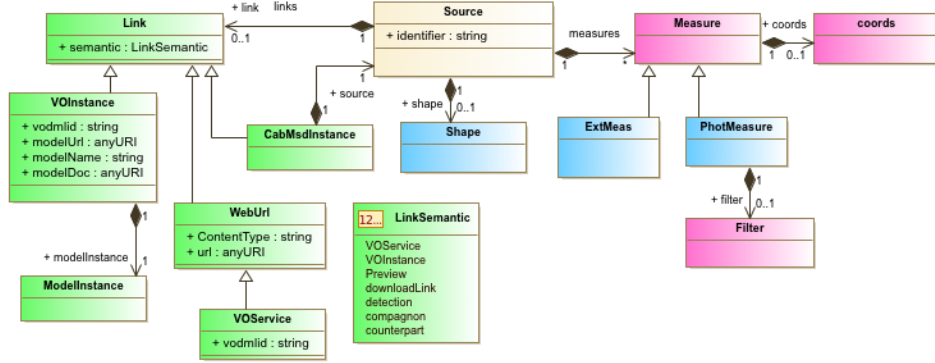 Link
+ semantic : LinkSemantic
+ link
links
0..1
1
Source
+ identifier : string
measures
1
*
Measure
+ coords
1
0..1
coords
1
+ source
1
CabMsdInstance
1
+ shape
0..1
Shape
ExtMeas
PhotMeasure
1
+ filter
0..1
Filter
VOInstance
+ vodmlid : string
+ modelUrl : anyURI
+ modelName : string
+ modelDoc : anyURI
1
+ modelInstance
1
ModelInstance
WebUrl
+ ContentType : string
+ url : anyURI
VOService
+ vodmlid : string
12...
LinkSemantic
VOService
VOInstance
Preview
downloadLink
detection
compagnon
counterpart